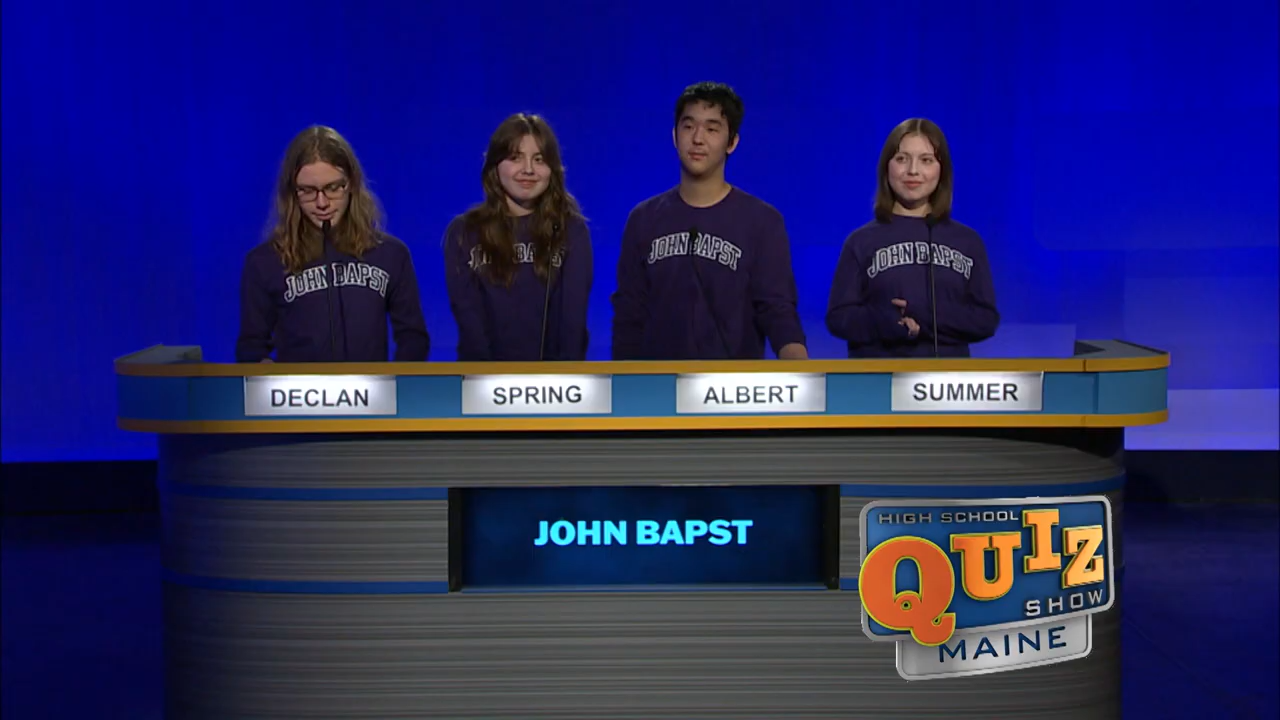 JOHN BAPST
JOHN BAPST
JOHN BAPST
JOHN BAPST
DECLAN
SPRING
ALBERT
SUMMER
JOHN BAPST
HIGH SCHOOL
QUIZ
SHOW
MAINE